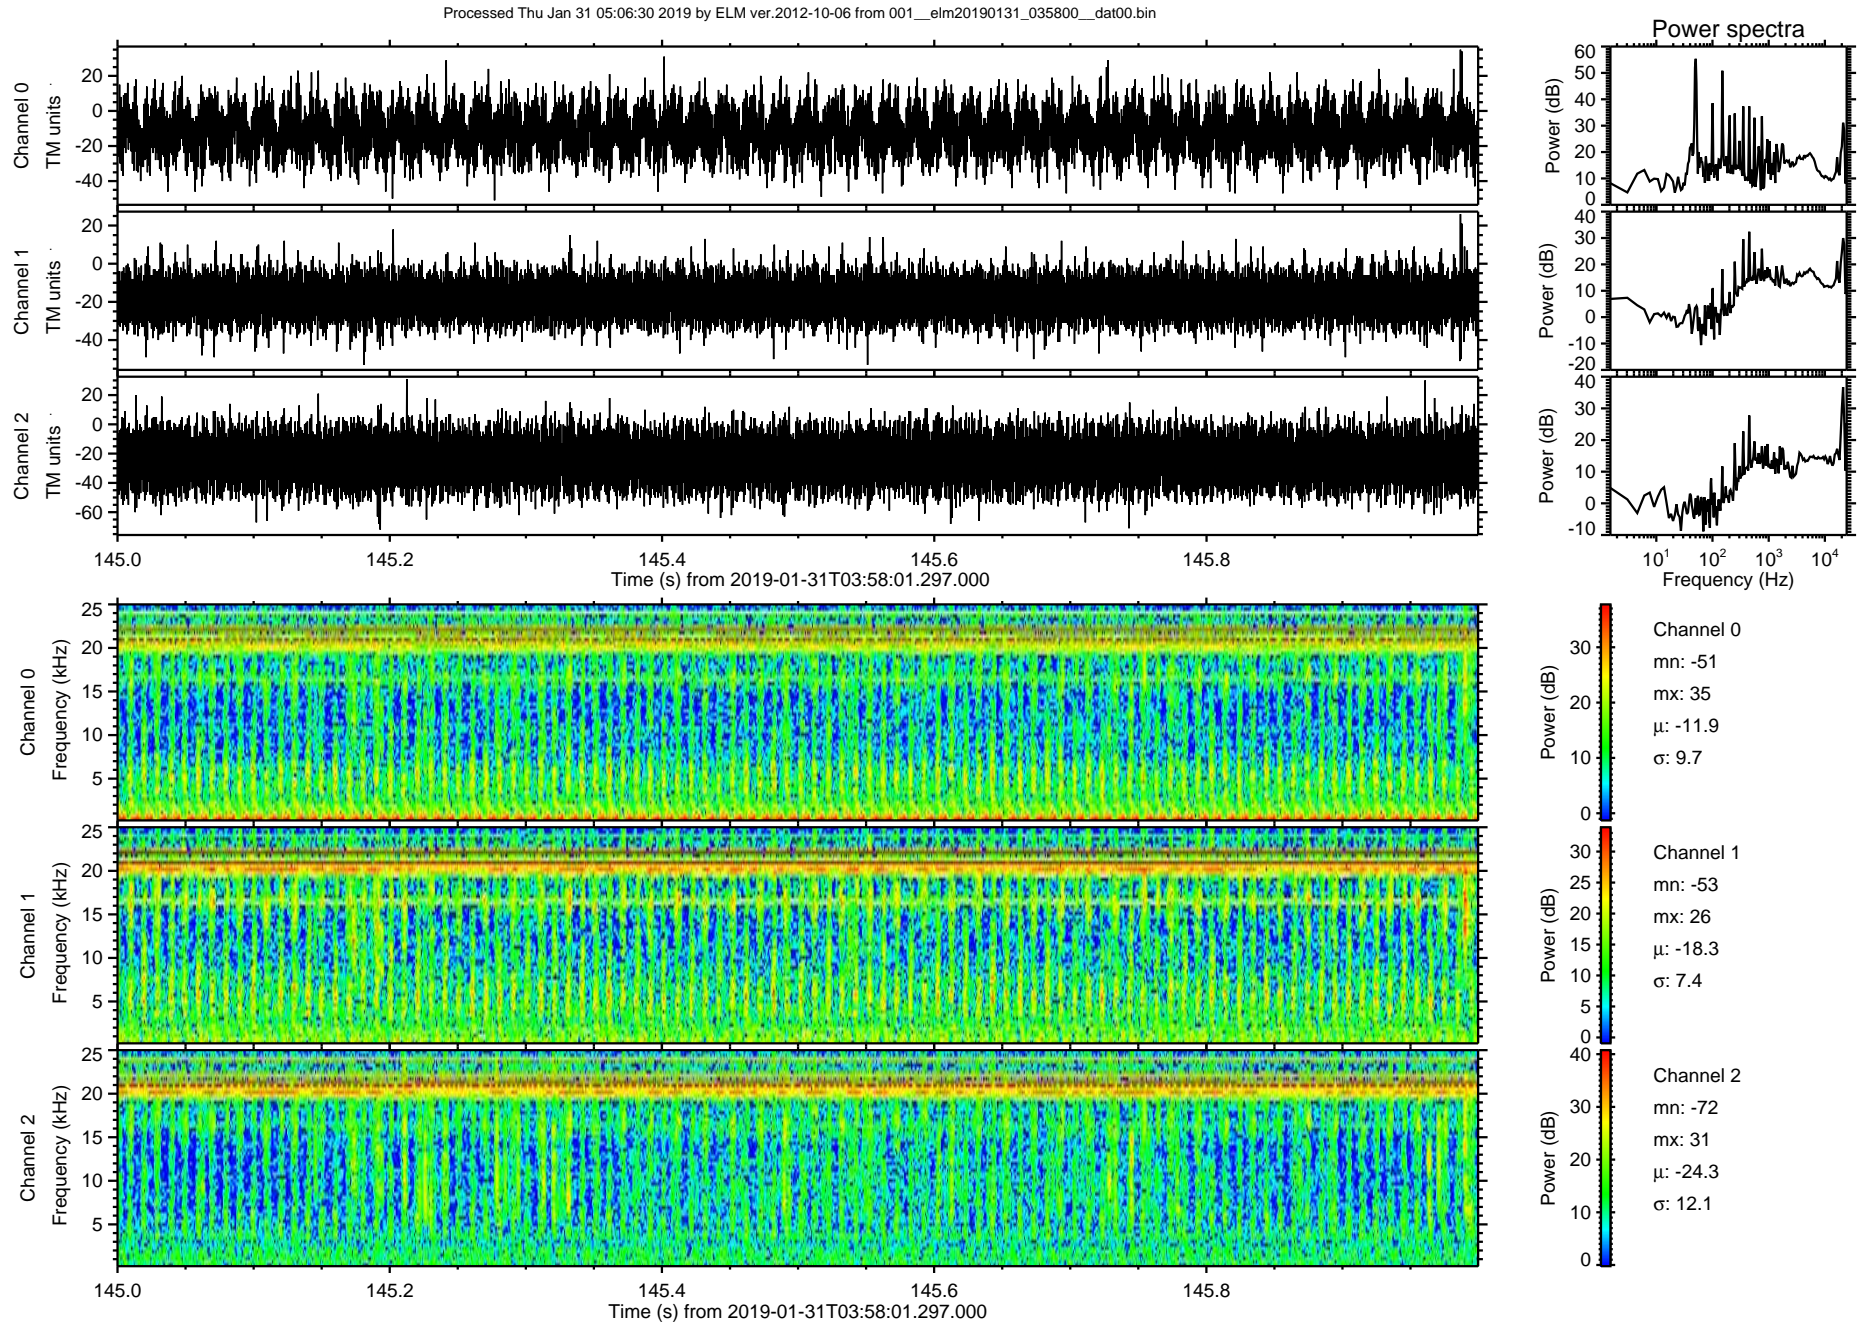 Processed Thu Jan 31 05:06:30 2019 by ELM ver.2012-10-06 from 001__elm20190131_035800__dat00.bin
Power spectra
Channel 0
TM units
20
0
-20
-40
Power (dB)
60
50
40
30
20
10
0
Channel 1
TM units
20
0
-20
-40
Power (dB)
40
30
20
10
0
-10
-20
Channel 2
TM units
20
0
-20
-40
-60
Power (dB)
40
30
20
10
0
-10
145.0 145.2 145.4 145.6 145.8
Time (s) from 2019-01-31T03:58:01.297.000
10¹ 10² 10³ 10⁴
Frequency (Hz)
Channel 0
Frequency (kHz)
25
20
15
10
5
Power (dB)
30
20
10
0
Channel 0
mn: -51
mx: 35
μ: -11.9
σ: 9.7
Channel 1
Frequency (kHz)
25
20
15
10
5
Power (dB)
30
25
20
15
10
5
0
Channel 1
mn: -53
mx: 26
μ: -18.3
σ: 7.4
Channel 2
Frequency (kHz)
25
20
15
10
5
Power (dB)
40
30
20
10
0
Channel 2
mn: -72
mx: 31
μ: -24.3
σ: 12.1
145.0 145.2 145.4 145.6 145.8
Time (s) from 2019-01-31T03:58:01.297.000